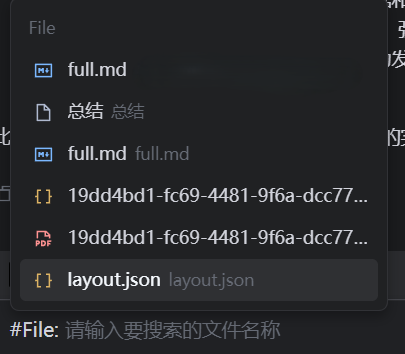 File
full.md
总结 总结
full.md full.md
19dd4bd1-fc69-4481-9f6a-dcc77...
19dd4bd1-fc69-4481-9f6a-dcc77...
layout.json layout.json
#File: 请输入要搜索的文件名称